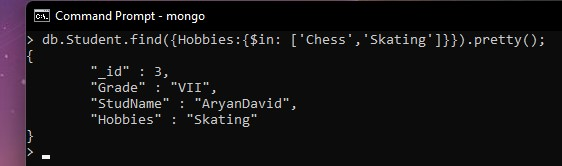 Command Prompt - mongo
> db.Student.find({Hobbies:{$in: ['Chess','Skating']}}).pretty();
{
        "_id" : 3,
        "Grade" : "VII",
        "StudName" : "AryanDavid",
        "Hobbies" : "Skating"
}
>